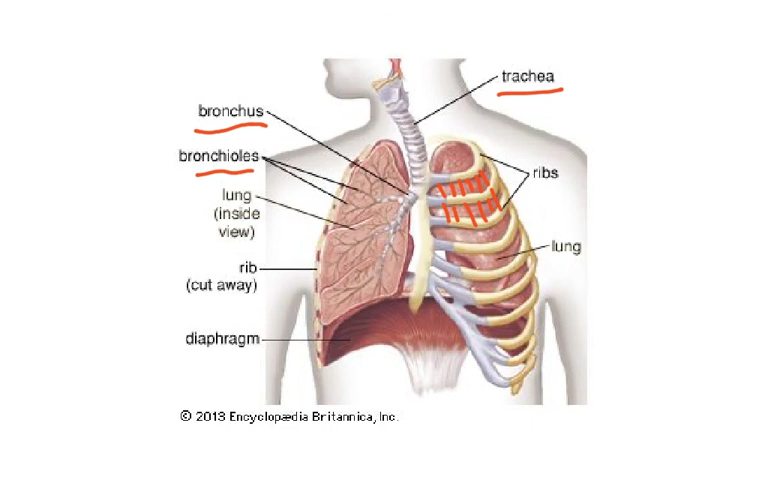 trachea
bronchus
bronchioles
lung
(inside
view)
ribs
lung
rib
(cut away)
diaphragm
© 2013 Encyclopædia Britannica, Inc.